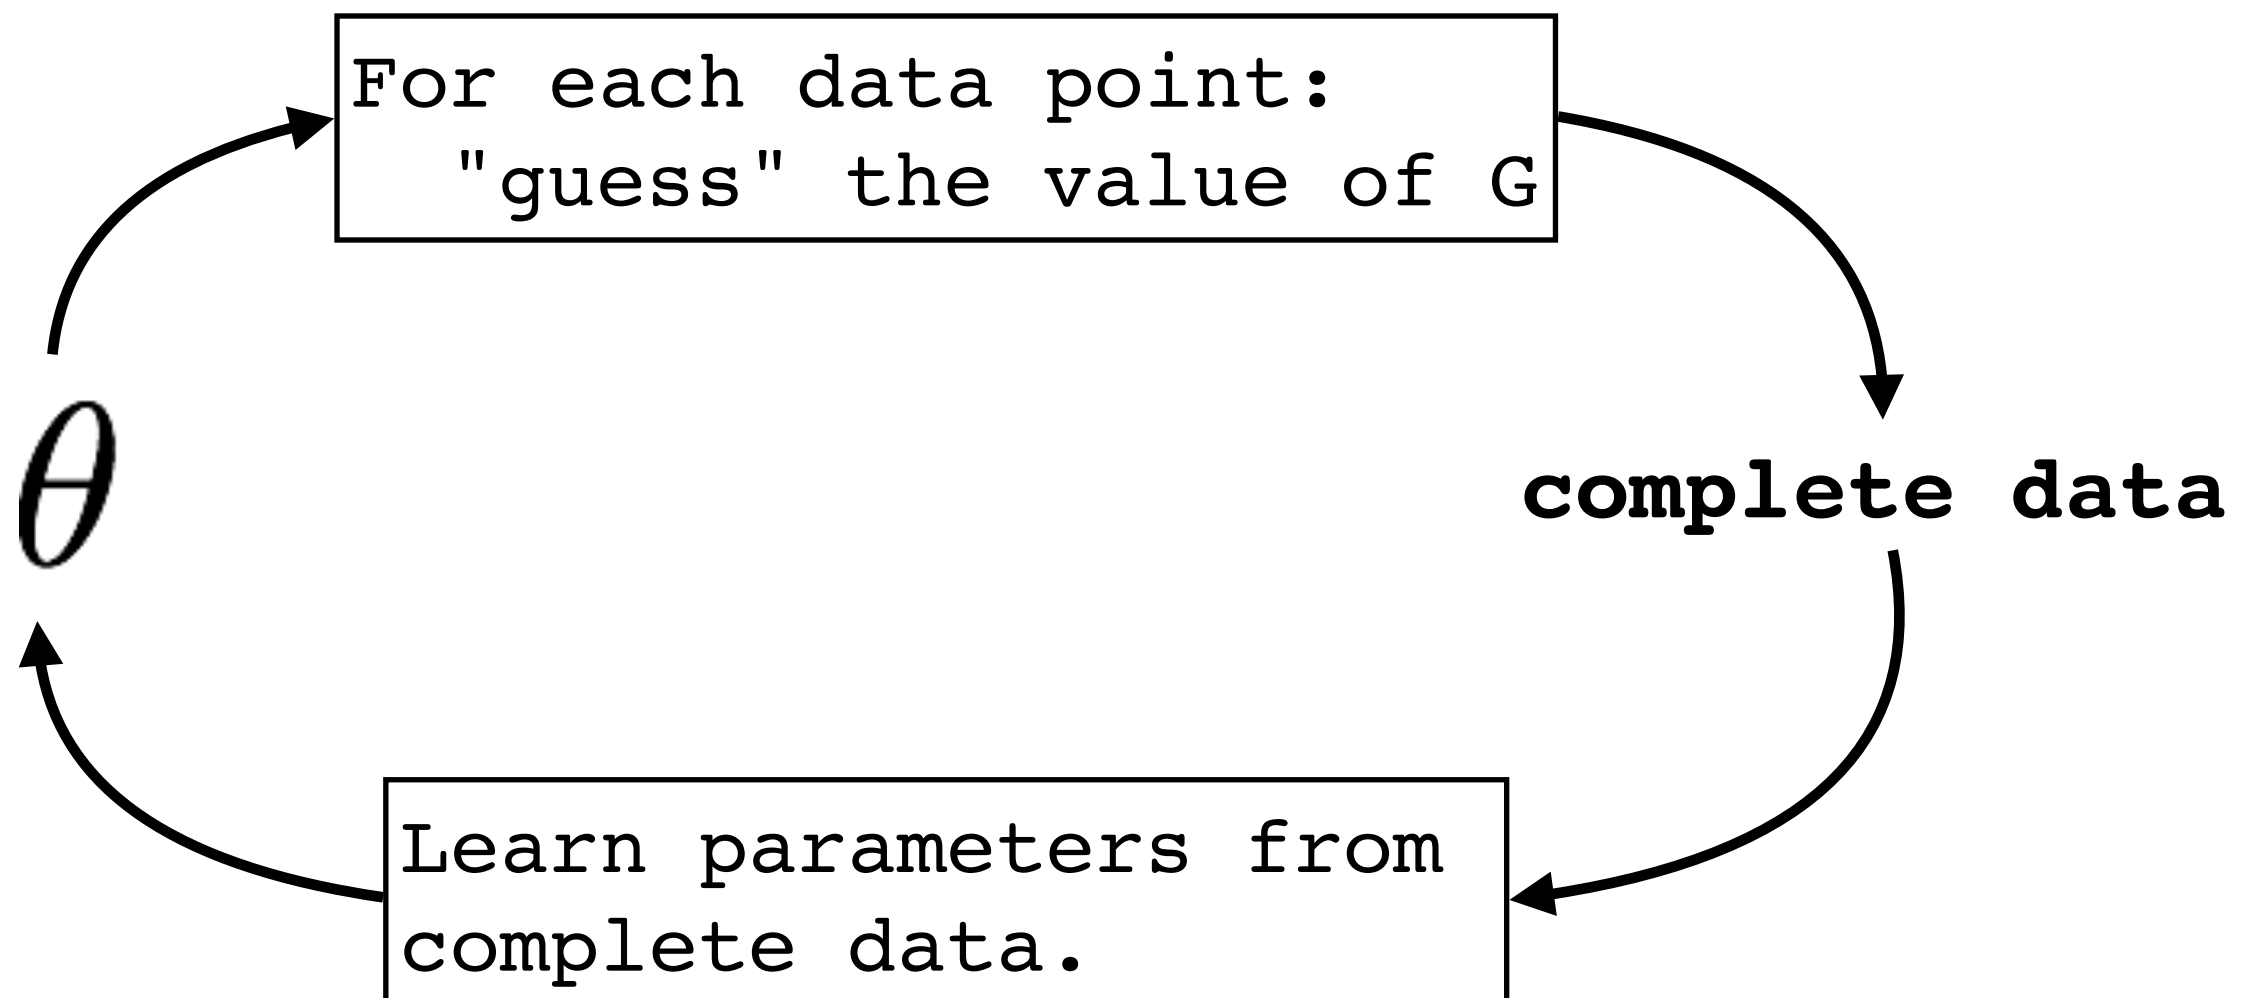 For each data point:
"guess" the value of G
θ
complete data
Learn parameters from
complete data.